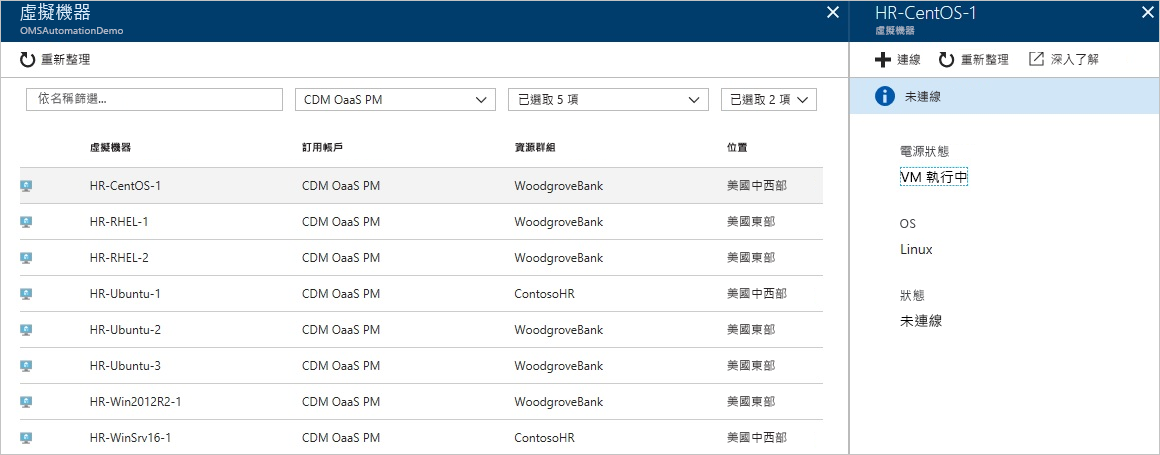 虛擬機器
OMSAutomationDemo
重新整理
依名稱篩選... CDM OaaS PM 已選取 5 項 已選取 2 項
虛擬機器 訂用帳戶 資源群組 位置
HR-CentOS-1 CDM OaaS PM WoodgroveBank 美國中西部
HR-RHEL-1 CDM OaaS PM WoodgroveBank 美國東部
HR-RHEL-2 CDM OaaS PM WoodgroveBank 美國東部
HR-Ubuntu-1 CDM OaaS PM ContosoHR 美國中西部
HR-Ubuntu-2 CDM OaaS PM WoodgroveBank 美國東部
HR-Ubuntu-3 CDM OaaS PM WoodgroveBank 美國東部
HR-Win2012R2-1 CDM OaaS PM WoodgroveBank 美國東部
HR-WinSrv16-1 CDM OaaS PM ContosoHR 美國中西部
HR-CentOS-1
虛擬機器
連線 重新整理 深入了解
未連線
電源狀態
VM 執行中
OS
Linux
狀態
未連線